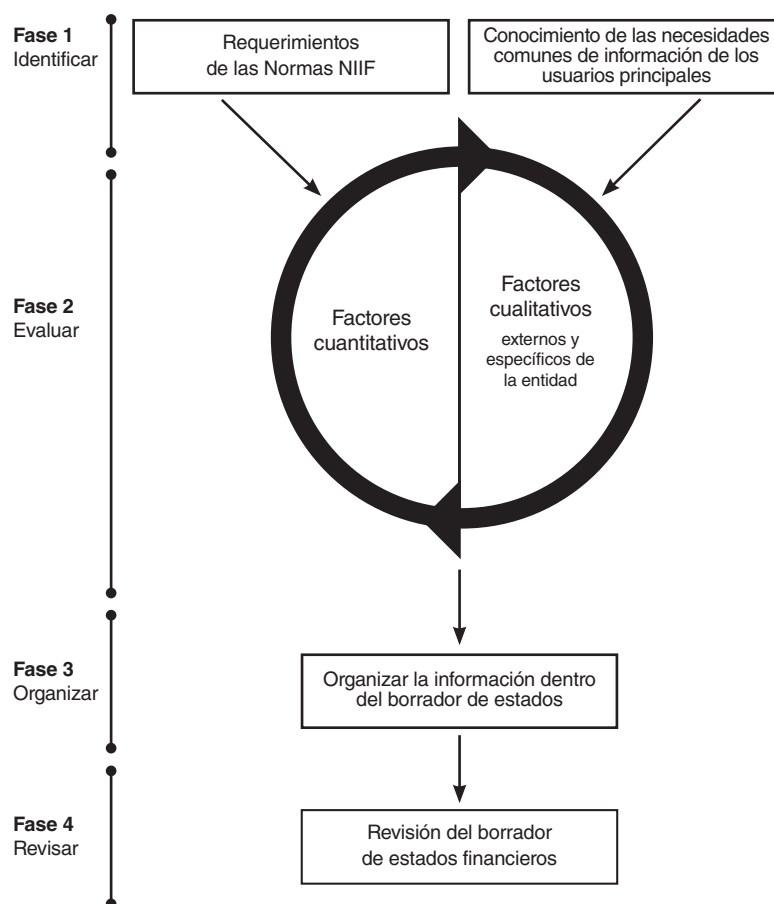 Fase 1
Identificar
Requerimientos
de las Normas NIIF
Conocimiento de las necesidades
comunes de información de los
usuarios principales
Fase 2
Evaluar
Factores
cuantitativos
Factores
cualitativos
externos y
específicos de
la entidad
Fase 3
Organizar
Organizar la información dentro
del borrador de estados
Fase 4
Revisar
Revisión del borrador
de estados financieros